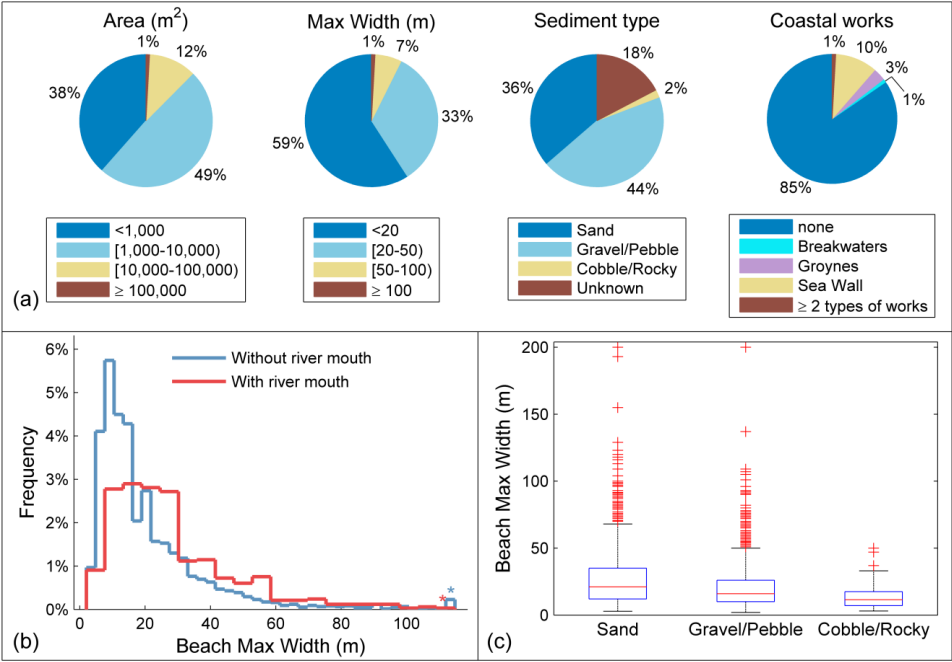 Area (m²)
1%
12%
38%
49%
<1,000
[1,000-10,000)
[10,000-100,000)
≥ 100,000
Max Width (m)
1%
7%
33%
59%
<20
[20-50)
[50-100)
≥ 100
Sediment type
18%
36%
2%
44%
Sand
Gravel/Pebble
Cobble/Rocky
Unknown
Coastal works
1%
10%
3%
1%
85%
none
Breakwaters
Groynes
Sea Wall
≥ 2 types of works
(a)
6%
5%
4%
3%
2%
1%
0%
Frequency
Without river mouth
With river mouth
*
*
0 20 40 60 80 100
Beach Max Width (m)
(b)
200
150
100
50
0
Beach Max Width (m)
Sand Gravel/Pebble Cobble/Rocky
(c)